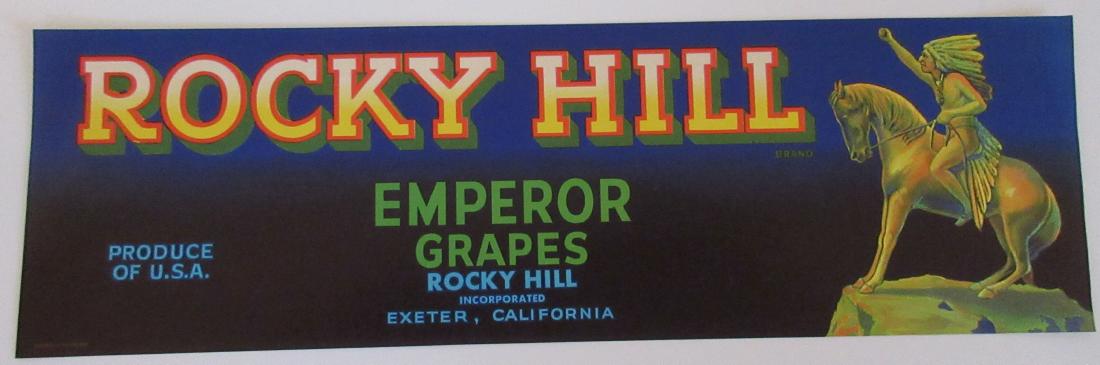 ROCKY HILL
BRAND
EMPEROR
GRAPES
PRODUCE
OF U.S.A.
ROCKY HILL
INCORPORATED
EXETER, CALIFORNIA